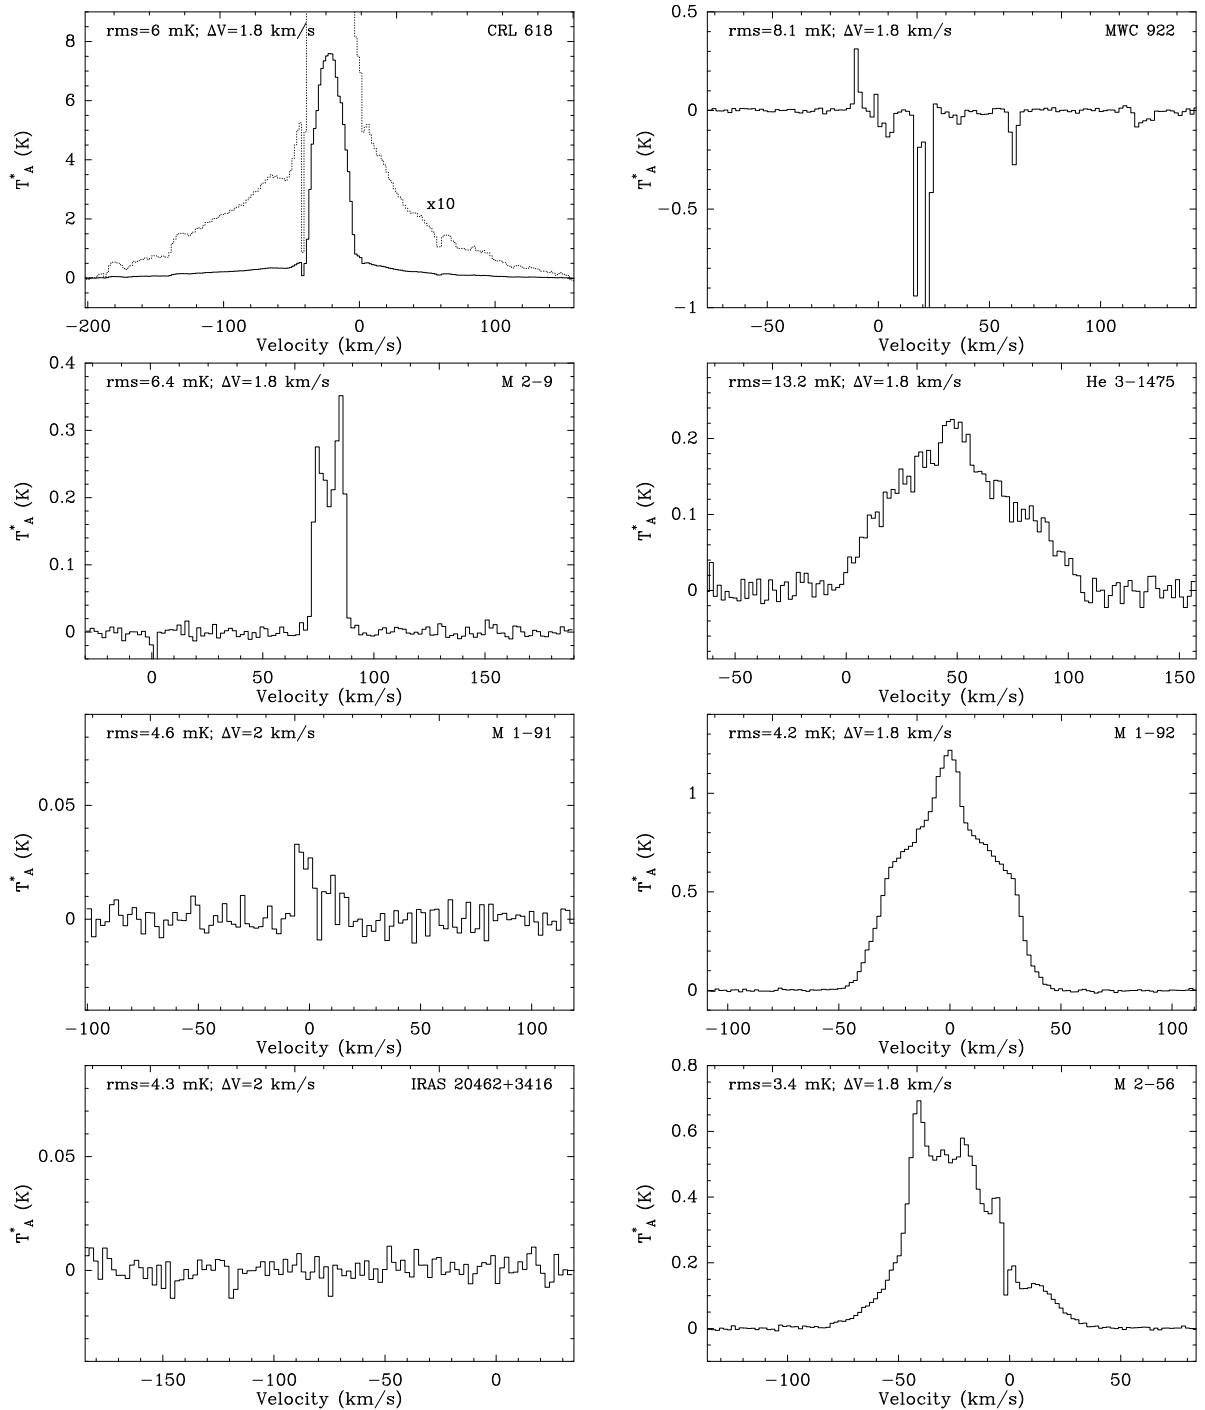 rms=6 mK; ΔV=1.8 km/s CRL 618
8
6
4
2
0
T*A (K)
x10
−200 −100 0 100
Velocity (km/s)
rms=8.1 mK; ΔV=1.8 km/s MWC 922
0.5
0
−0.5
−1
T*A (K)
−50 0 50 100
Velocity (km/s)
rms=6.4 mK; ΔV=1.8 km/s M 2−9
0.4
0.3
0.2
0.1
0
T*A (K)
0 50 100 150
Velocity (km/s)
rms=13.2 mK; ΔV=1.8 km/s He 3−1475
0.2
0.1
0
T*A (K)
−50 0 50 100 150
Velocity (km/s)
rms=4.6 mK; ΔV=2 km/s M 1−91
0.05
0
T*A (K)
−100 −50 0 50 100
Velocity (km/s)
rms=4.2 mK; ΔV=1.8 km/s M 1−92
1
0.5
0
T*A (K)
−100 −50 0 50 100
Velocity (km/s)
rms=4.3 mK; ΔV=2 km/s IRAS 20462+3416
0.05
0
T*A (K)
−150 −100 −50 0
Velocity (km/s)
rms=3.4 mK; ΔV=1.8 km/s M 2−56
0.8
0.6
0.4
0.2
0
T*A (K)
−100 −50 0 50
Velocity (km/s)